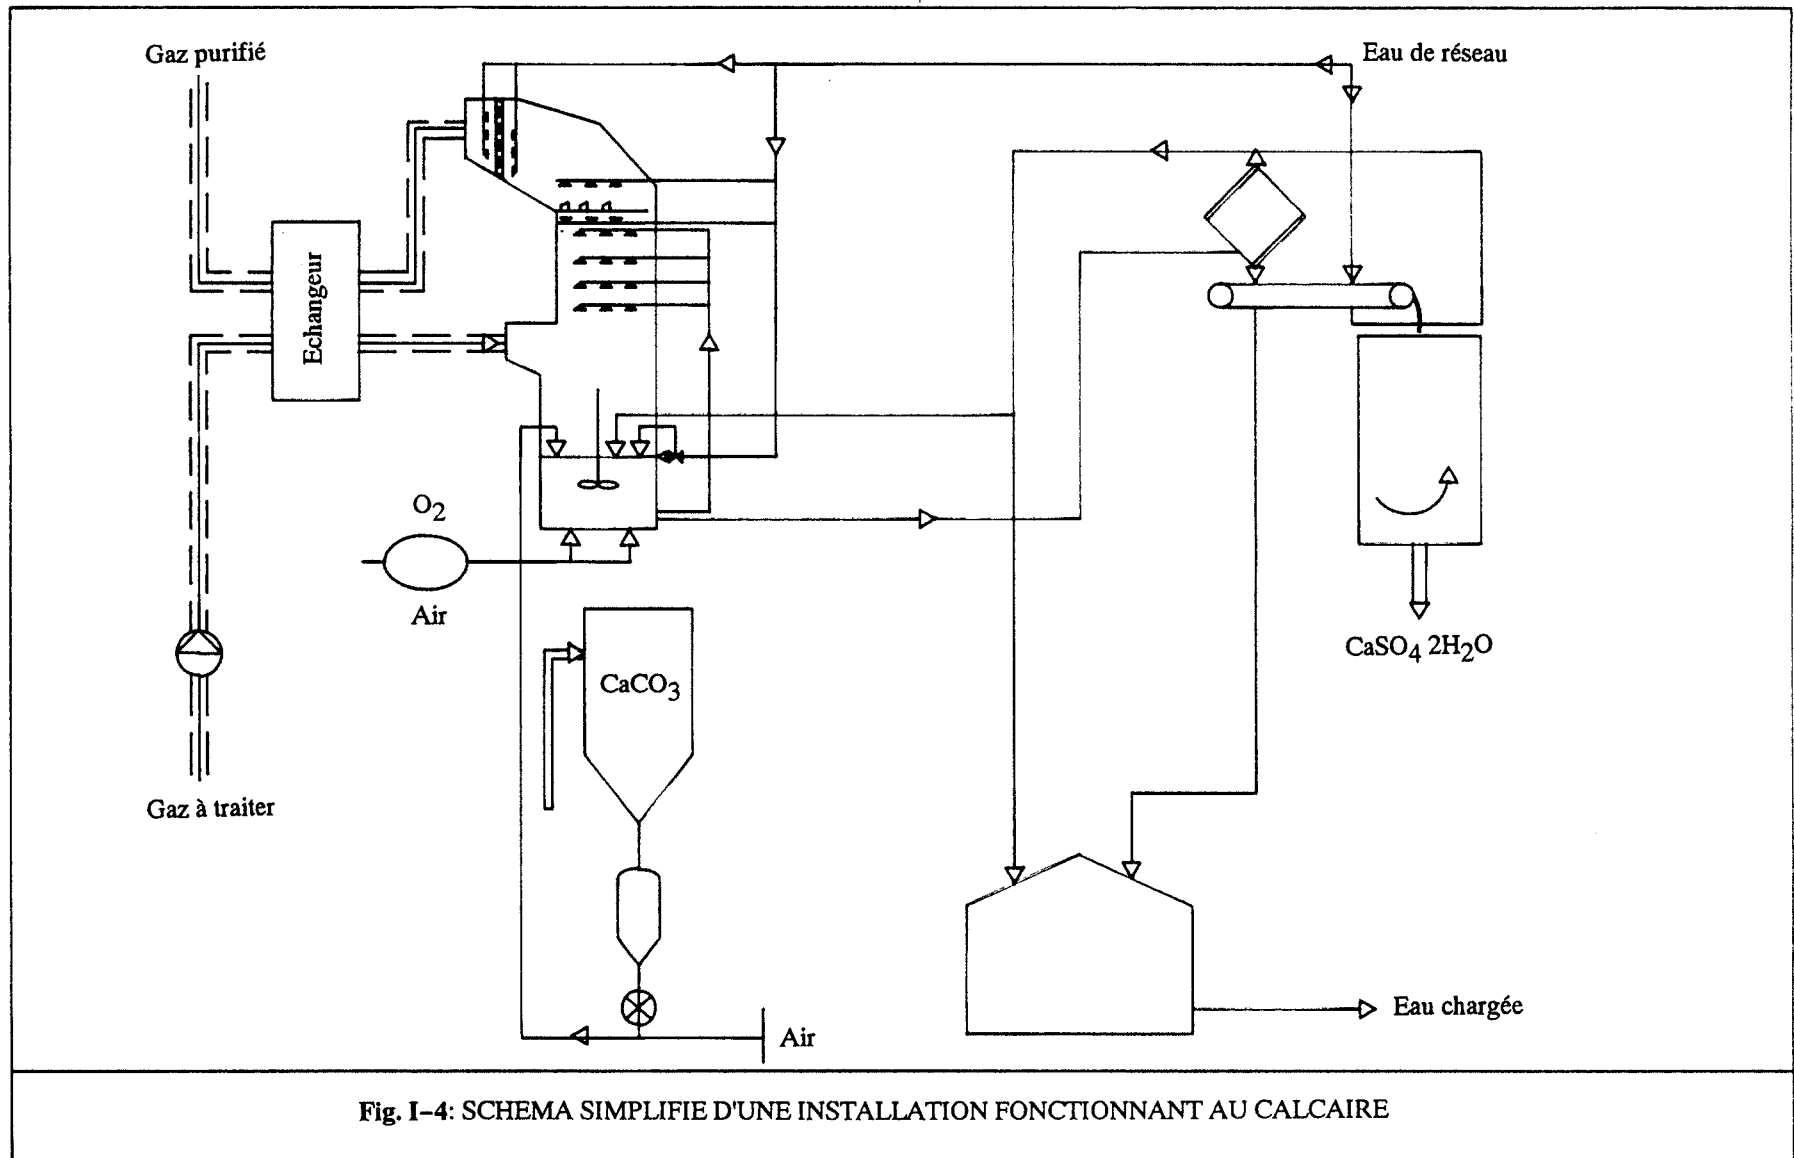 Gaz purifié
Eau de réseau
Echangeur
O2
Air
CaCO3
CaSO4 2H2O
Gaz à traiter
Eau chargée
Air
Fig. I-4: SCHEMA SIMPLIFIE D'UNE INSTALLATION FONCTIONNANT AU CALCAIRE